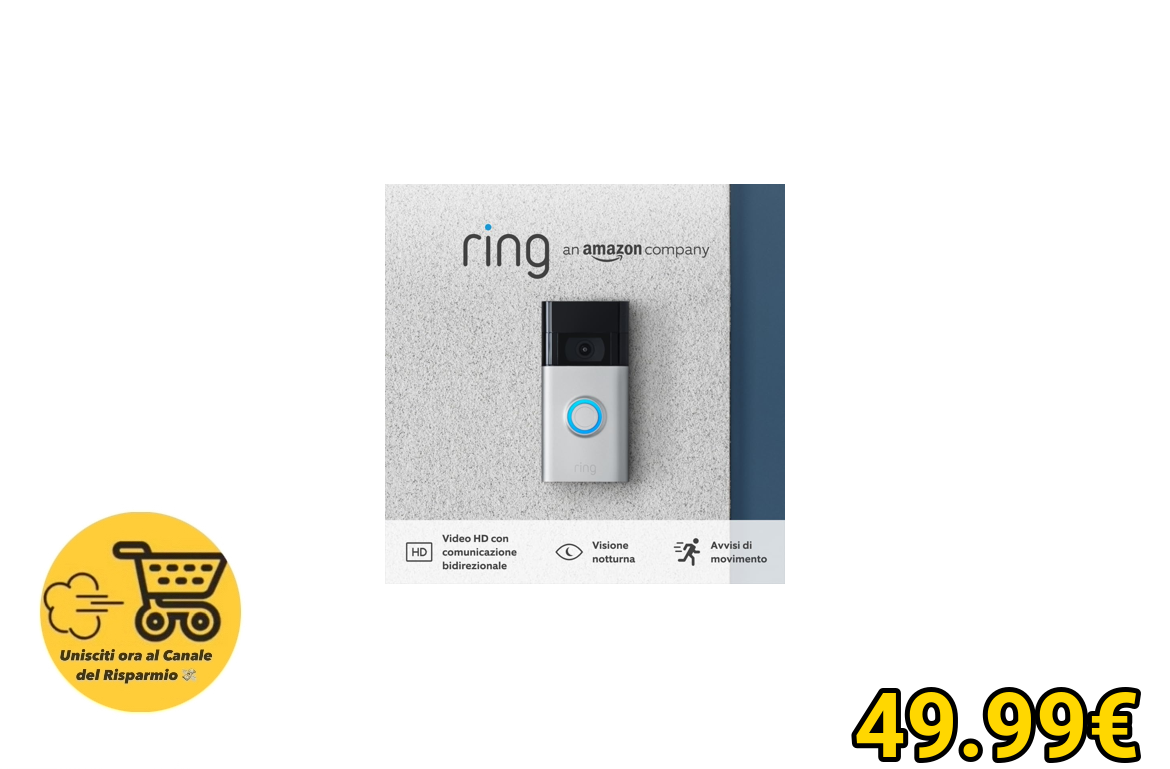 ring an amazon company
ring
HD
Video HD con
comunicazione
bidirezionale
Visione
notturna
Avvisi di
movimento
Unisciti ora al Canale
del Risparmio 💸
49.99€